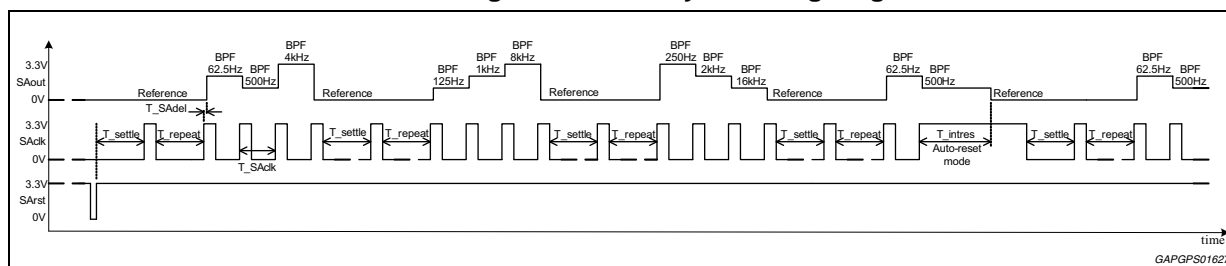 BPF
62.5Hz
BPF
500Hz
BPF
4kHz
BPF
125Hz
BPF
1kHz
BPF
8kHz
BPF
250Hz
BPF
2kHz
BPF
16kHz
BPF
62.5Hz
BPF
500Hz
BPF
62.5Hz
BPF
500Hz
3.3V
SAout
0V
Reference
Reference
Reference
Reference
Reference
T_SAdel
3.3V
SAclk
0V
T_settle
T_repeat
T_SAclk
T_settle
T_repeat
T_settle
T_repeat
T_settle
T_repeat
T_intres
Auto-reset
mode
T_settle
T_repeat
3.3V
SArst
0V
time